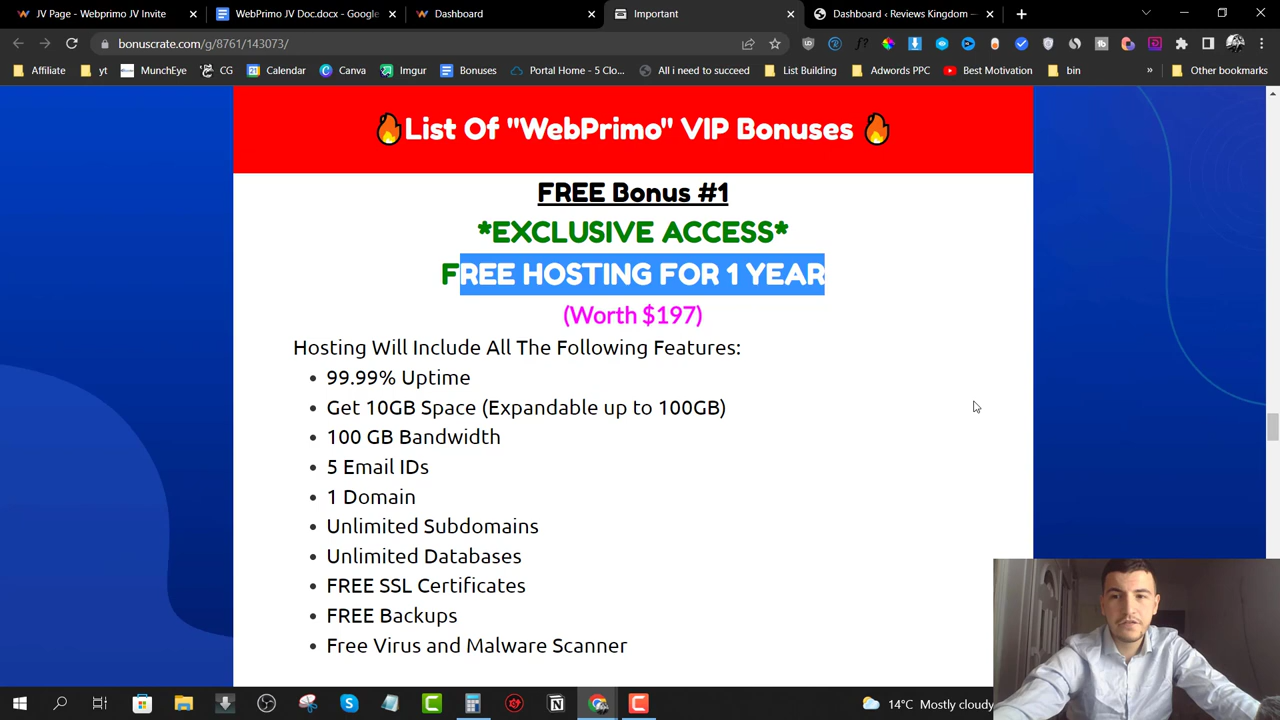 JV Page - Webprimo JV Invite
WebPrimo JV Doc.docx - Google
Dashboard
Important
Dashboard ‹ Reviews Kingdom —
bonuscrate.com/g/8761/143073/
Affiliate
yt
MunchEye
CG
Calendar
Canva
Imgur
Bonuses
Portal Home - 5 Clo...
All i need to succeed
List Building
Adwords PPC
Best Motivation
bin
»
Other bookmarks
List Of "WebPrimo" VIP Bonuses
FREE Bonus #1
*EXCLUSIVE ACCESS*
FREE HOSTING FOR 1 YEAR
(Worth $197)
Hosting Will Include All The Following Features:
• 99.99% Uptime
• Get 10GB Space (Expandable up to 100GB)
• 100 GB Bandwidth
• 5 Email IDs
• 1 Domain
• Unlimited Subdomains
• Unlimited Databases
• FREE SSL Certificates
• FREE Backups
• Free Virus and Malware Scanner
14°C Mostly cloudy